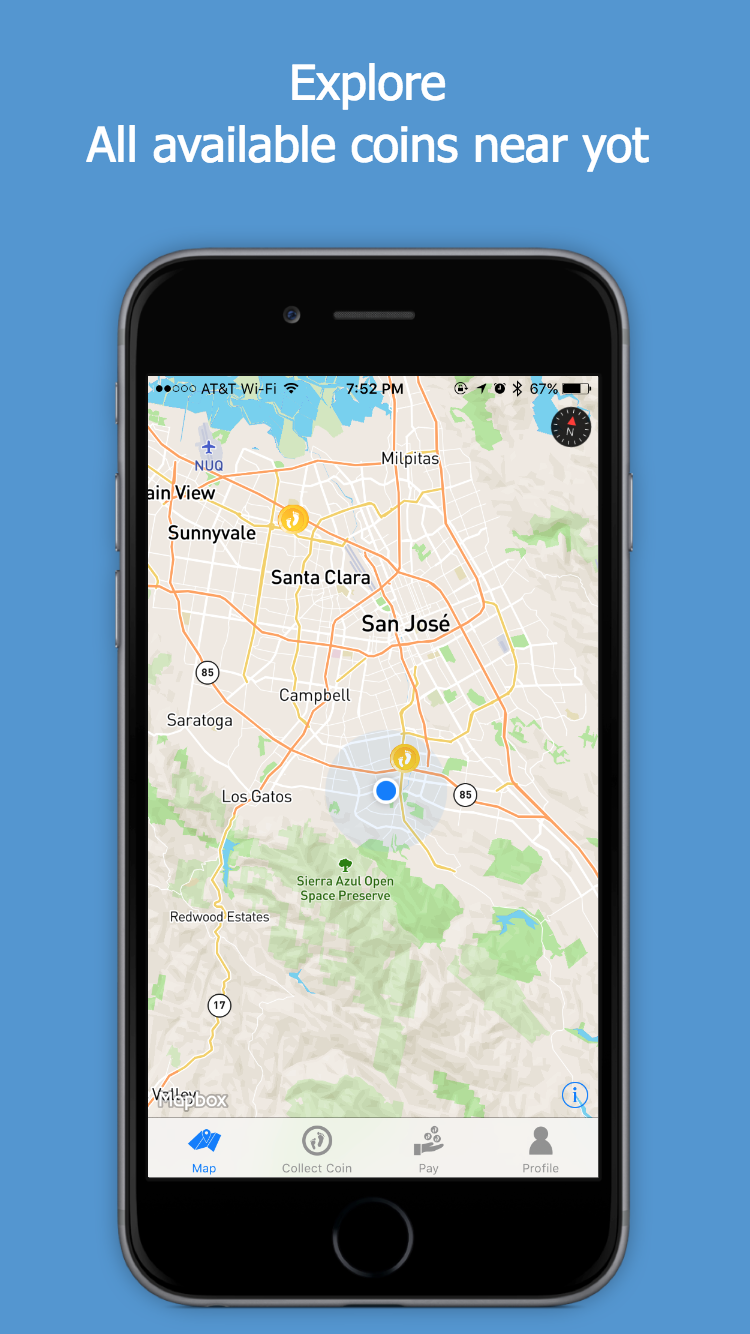 Explore
All available coins near yot
AT&T Wi-Fi 7:52 PM 67%
N
Milpitas
NUQ
ain View
Sunnyvale
Santa Clara
San José
85
Campbell
Saratoga
Los Gatos
85
Sierra Azul Open
Space Preserve
Redwood Estates
17
Valley
Mapbox
i
Map Collect Coin Pay Profile